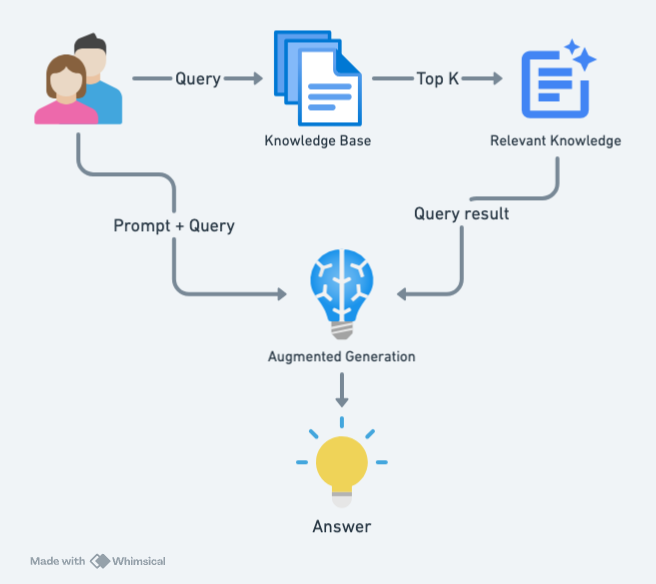 Query
Top K
Knowledge Base
Relevant Knowledge
Prompt + Query
Query result
Augmented Generation
Answer
Made with Whimsical